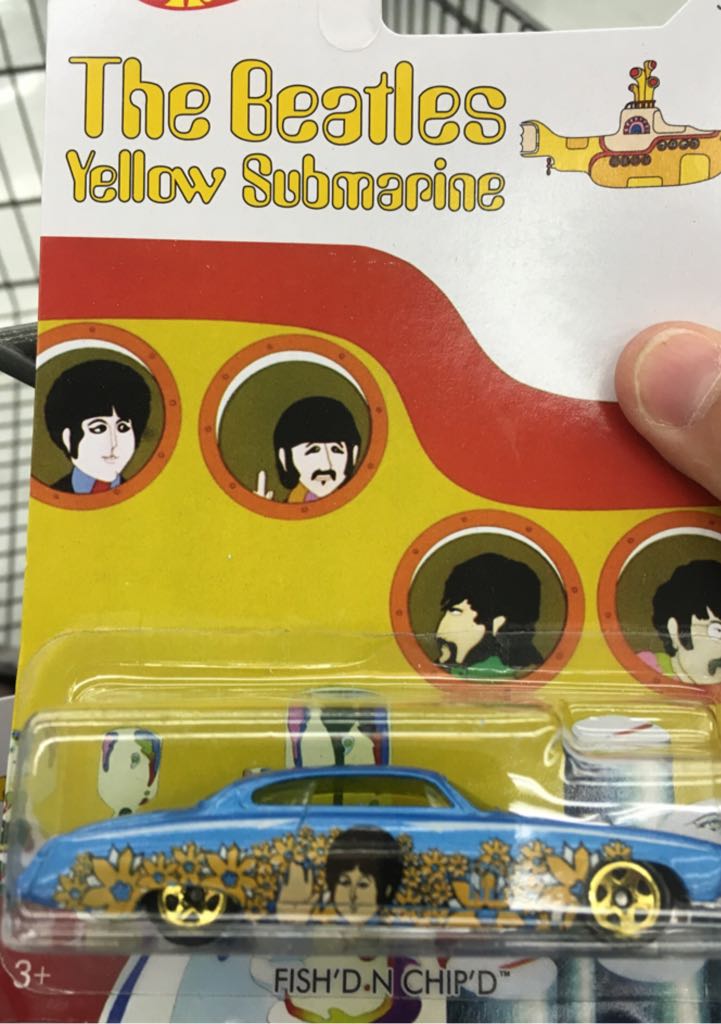 The Beatles
Yellow Submarine
3+
FISH'D N CHIP'D™